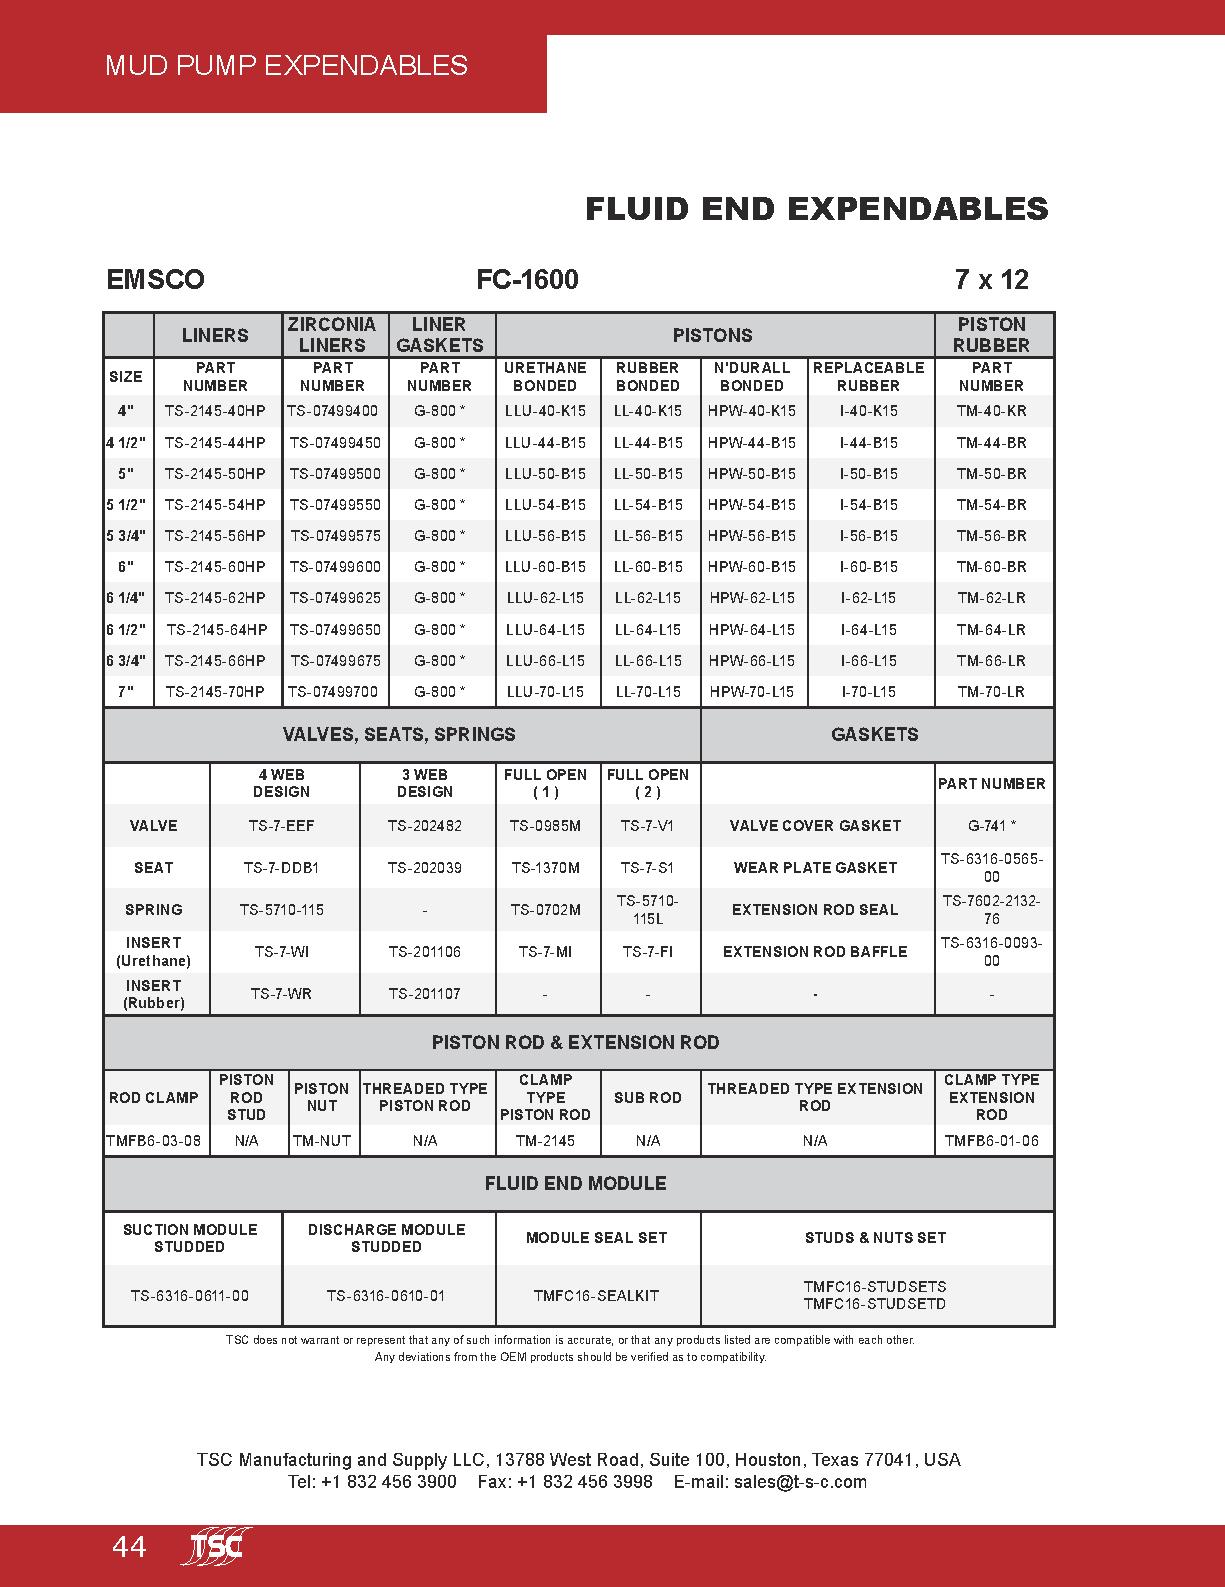 MUD PUMP EXPENDABLES
FLUID END EXPENDABLES
EMSCO FC-1600 7 x 12
LINERS ZIRCONIA LINERS LINER GASKETS PISTONS PISTON RUBBER
SIZE PART NUMBER PART NUMBER PART NUMBER URETHANE BONDED RUBBER BONDED N'DURALL BONDED REPLACEABLE RUBBER PART NUMBER
4" TS-2145-40HP TS-07499400 G-800 * LLU-40-K15 LL-40-K15 HPW-40-K15 I-40-K15 TM-40-KR
4 1/2" TS-2145-44HP TS-07499450 G-800 * LLU-44-B15 LL-44-B15 HPW-44-B15 I-44-B15 TM-44-BR
5" TS-2145-50HP TS-07499500 G-800 * LLU-50-B15 LL-50-B15 HPW-50-B15 I-50-B15 TM-50-BR
5 1/2" TS-2145-54HP TS-07499550 G-800 * LLU-54-B15 LL-54-B15 HPW-54-B15 I-54-B15 TM-54-BR
5 3/4" TS-2145-56HP TS-07499575 G-800 * LLU-56-B15 LL-56-B15 HPW-56-B15 I-56-B15 TM-56-BR
6" TS-2145-60HP TS-07499600 G-800 * LLU-60-B15 LL-60-B15 HPW-60-B15 I-60-B15 TM-60-BR
6 1/4" TS-2145-62HP TS-07499625 G-800 * LLU-62-L15 LL-62-L15 HPW-62-L15 I-62-L15 TM-62-LR
6 1/2" TS-2145-64HP TS-07499650 G-800 * LLU-64-L15 LL-64-L15 HPW-64-L15 I-64-L15 TM-64-LR
6 3/4" TS-2145-66HP TS-07499675 G-800 * LLU-66-L15 LL-66-L15 HPW-66-L15 I-66-L15 TM-66-LR
7" TS-2145-70HP TS-07499700 G-800 * LLU-70-L15 LL-70-L15 HPW-70-L15 I-70-L15 TM-70-LR
VALVES, SEATS, SPRINGS GASKETS
4 WEB DESIGN 3 WEB DESIGN FULL OPEN ( 1 ) FULL OPEN ( 2 ) PART NUMBER
VALVE TS-7-EEF TS-202482 TS-0985M TS-7-V1 VALVE COVER GASKET G-741 *
SEAT TS-7-DDB1 TS-202039 TS-1370M TS-7-S1 WEAR PLATE GASKET TS-6316-0565-00
SPRING TS-5710-115 - TS-0702M TS-5710-115L EXTENSION ROD SEAL TS-7602-2132-76
INSERT (Urethane) TS-7-WI TS-201106 TS-7-MI TS-7-FI EXTENSION ROD BAFFLE TS-6316-0093-00
INSERT (Rubber) TS-7-WR TS-201107 - - - -
PISTON ROD & EXTENSION ROD
ROD CLAMP PISTON ROD STUD PISTON NUT THREADED TYPE PISTON ROD CLAMP TYPE PISTON ROD SUB ROD THREADED TYPE EXTENSION ROD CLAMP TYPE EXTENSION ROD
TMFB6-03-08 N/A TM-NUT N/A TM-2145 N/A N/A TMFB6-01-06
FLUID END MODULE
SUCTION MODULE STUDDED DISCHARGE MODULE STUDDED MODULE SEAL SET STUDS & NUTS SET
TS-6316-0611-00 TS-6316-0610-01 TMFC16-SEALKIT TMFC16-STUDSETS TMFC16-STUDSETD
TSC does not warrant or represent that any of such information is accurate, or that any products listed are compatible with each other.
Any deviations from the OEM products should be verified as to compatibility.
TSC Manufacturing and Supply LLC, 13788 West Road, Suite 100, Houston, Texas 77041, USA
Tel: +1 832 456 3900 Fax: +1 832 456 3998 E-mail: sales@t-s-c.com
44 TSC